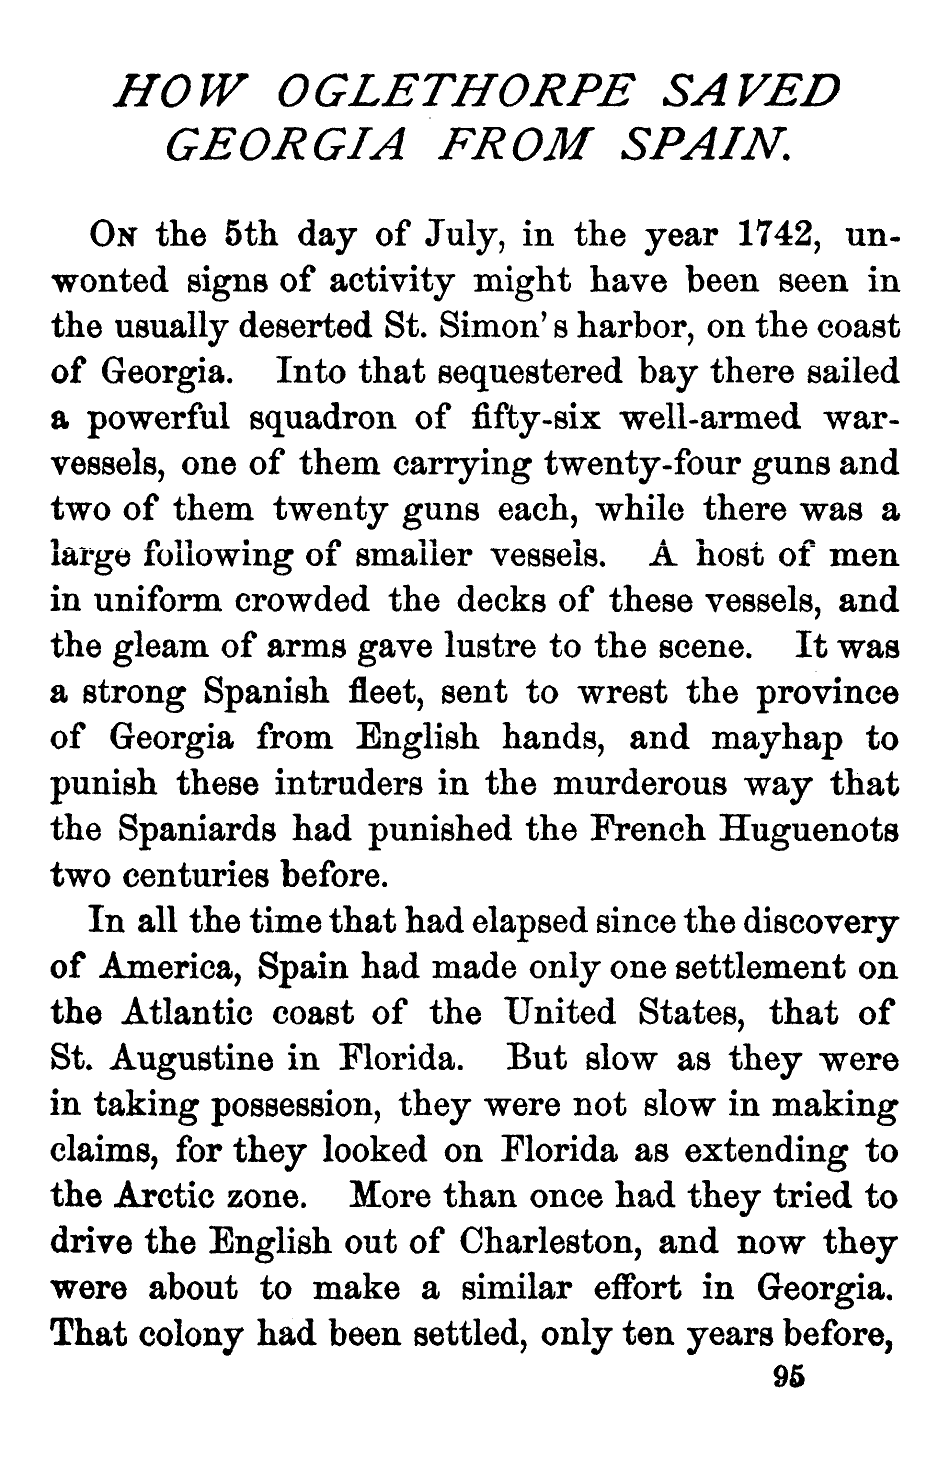 HOW OGLETHORPE SAVED
GEORGIA FROM SPAIN.
On the 5th day of July, in the year 1742, un-
wonted signs of activity might have been seen in
the usually deserted St. Simon's harbor, on the coast
of Georgia. Into that sequestered bay there sailed
a powerful squadron of fifty-six well-armed war-
vessels, one of them carrying twenty-four guns and
two of them twenty guns each, while there was a
large following of smaller vessels. A host of men
in uniform crowded the decks of these vessels, and
the gleam of arms gave lustre to the scene. It was
a strong Spanish fleet, sent to wrest the province
of Georgia from English hands, and mayhap to
punish these intruders in the murderous way that
the Spaniards had punished the French Huguenots
two centuries before.
In all the time that had elapsed since the discovery
of America, Spain had made only one settlement on
the Atlantic coast of the United States, that of
St. Augustine in Florida. But slow as they were
in taking possession, they were not slow in making
claims, for they looked on Florida as extending to
the Arctic zone. More than once had they tried to
drive the English out of Charleston, and now they
were about to make a similar effort in Georgia.
That colony had been settled, only ten years before,
95